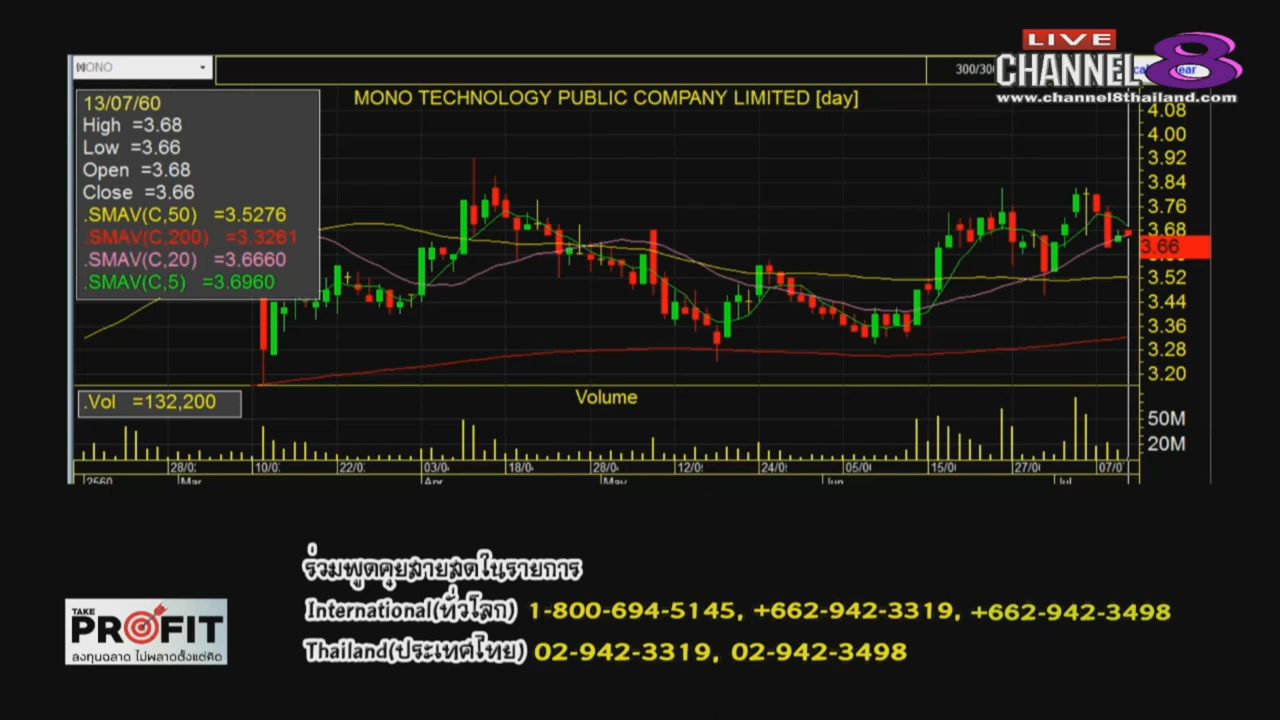 LIVE
CHANNEL 8
www.channel8thailand.com
MONO
300/300
MONO TECHNOLOGY PUBLIC COMPANY LIMITED [day]
13/07/60
High =3.68
Low =3.66
Open =3.68
Close =3.66
.SMAV(C,50) =3.5276
.SMAV(C,200) =3.3261
.SMAV(C,20) =3.6660
.SMAV(C,5) =3.6960
4.08
4.00
3.92
3.84
3.76
3.68
3.66
3.52
3.44
3.36
3.28
3.20
.Vol =132,200
Volume
50M
20M
28/0 10/0 22/0 03/0 18/0 28/0 12/0 24/0 05/0 15/0 27/0 07/0
2560 Mar Apr May Jun Jul
ร่วมพูดคุยสายสดในรายการ
International(ทั่วโลก) 1-800-694-5145, +662-942-3319, +662-942-3498
Thailand(ประเทศไทย) 02-942-3319, 02-942-3498
TAKE
PROFIT
ลงทุนฉลาด ไม่พลาดตั้งแต่คิด